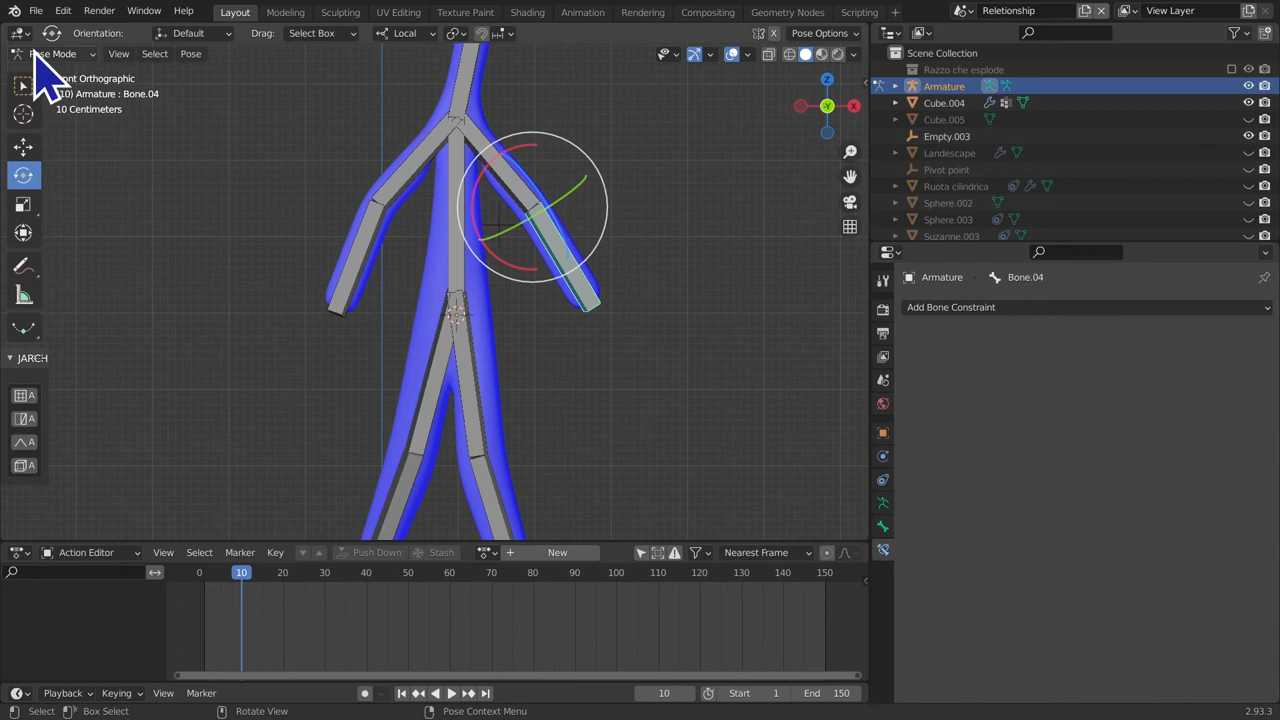 File Edit Render Window Help Layout Modeling Sculpting UV Editing Texture Paint Shading Animation Rendering Compositing Geometry Nodes Scripting + Relationship View Layer
Orientation: Default Drag: Select Box Local Pose Options
Pose Mode View Select Pose
Front Orthographic
(10) Armature : Bone.04
10 Centimeters
Z
X
-Y
JARCH
A
A
A
A
Scene Collection
Razzo che esplode
Armature
Cube.004
Cube.005
Empty.003
Landscape
Pivot point
Ruota cilindrica
Sphere.002
Sphere.003
Suzanne.003
Armature Bone.04
Add Bone Constraint
Action Editor View Select Marker Key Push Down Stash + New Nearest Frame
0 10 20 30 40 50 60 70 80 90 100 110 120 130 140 150
Playback Keying View Marker 10 Start 1 End 150
Select Box Select Rotate View Pose Context Menu 2.93.3